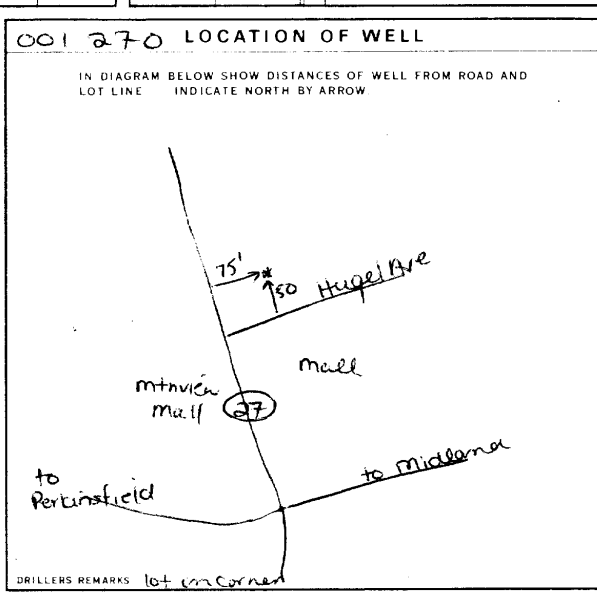 001 270 LOCATION OF WELL
IN DIAGRAM BELOW SHOW DISTANCES OF WELL FROM ROAD AND
LOT LINE INDICATE NORTH BY ARROW.
75'
50
Hugel Ave
mall
mtnview
mall
27
to
Perkinsfield
to Midland
DRILLERS REMARKS lot on corner